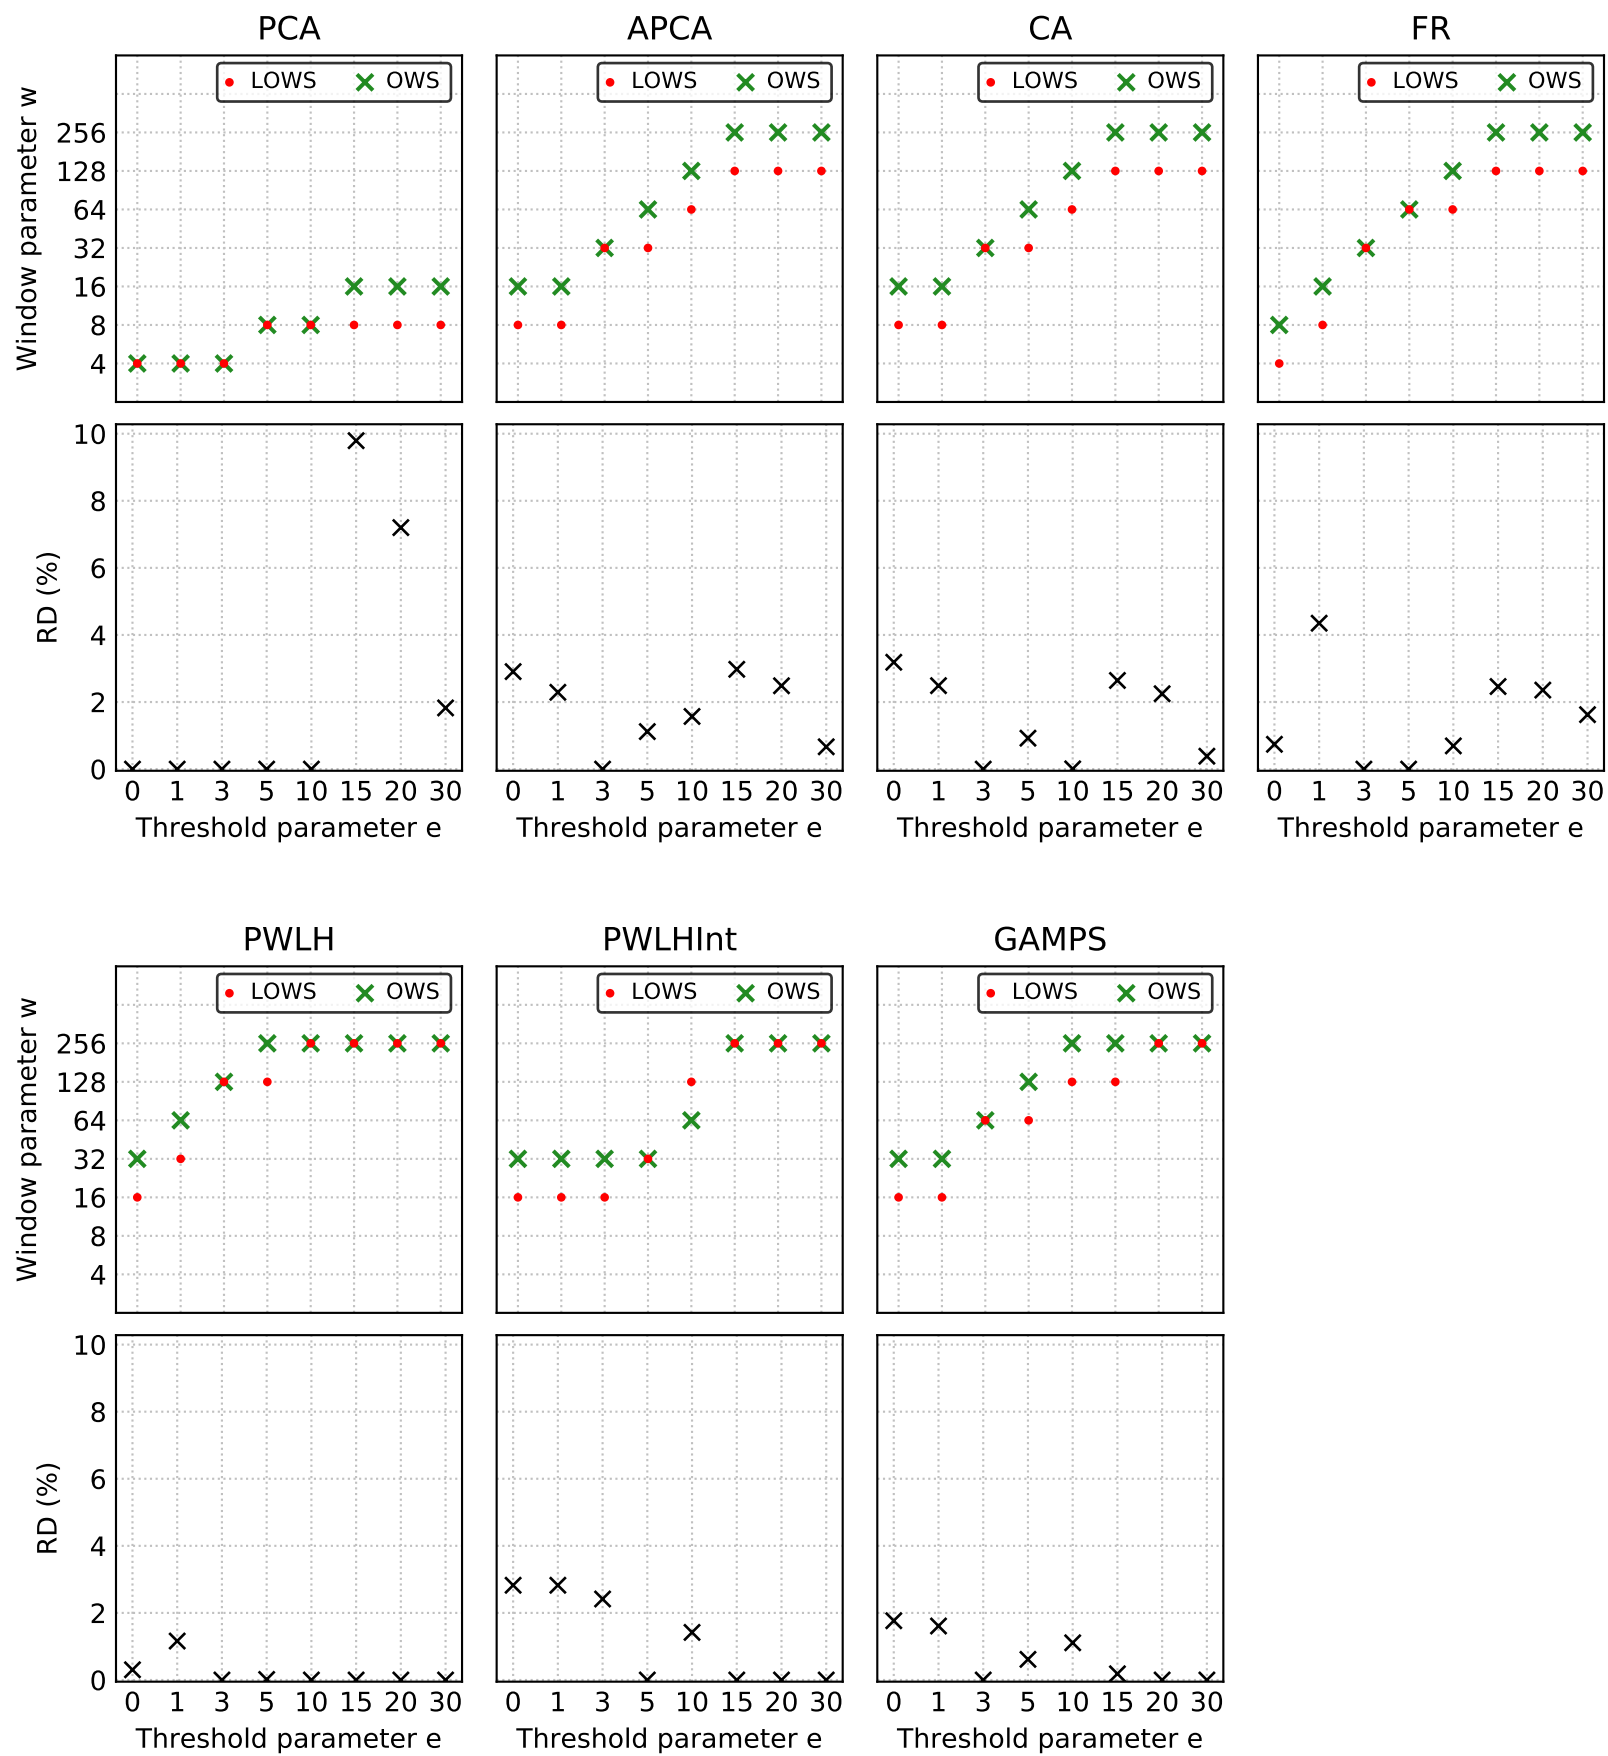 PCA APCA CA FR
LOWS OWS LOWS OWS LOWS OWS LOWS OWS
Window parameter w
256
128
64
32
16
8
4
RD (%)
10
8
6
4
2
0
0 1 3 5 10 15 20 30 0 1 3 5 10 15 20 30 0 1 3 5 10 15 20 30 0 1 3 5 10 15 20 30
Threshold parameter e Threshold parameter e Threshold parameter e Threshold parameter e
PWLH PWLHInt GAMPS
LOWS OWS LOWS OWS LOWS OWS
Window parameter w
256
128
64
32
16
8
4
RD (%)
10
8
6
4
2
0
0 1 3 5 10 15 20 30 0 1 3 5 10 15 20 30 0 1 3 5 10 15 20 30
Threshold parameter e Threshold parameter e Threshold parameter e